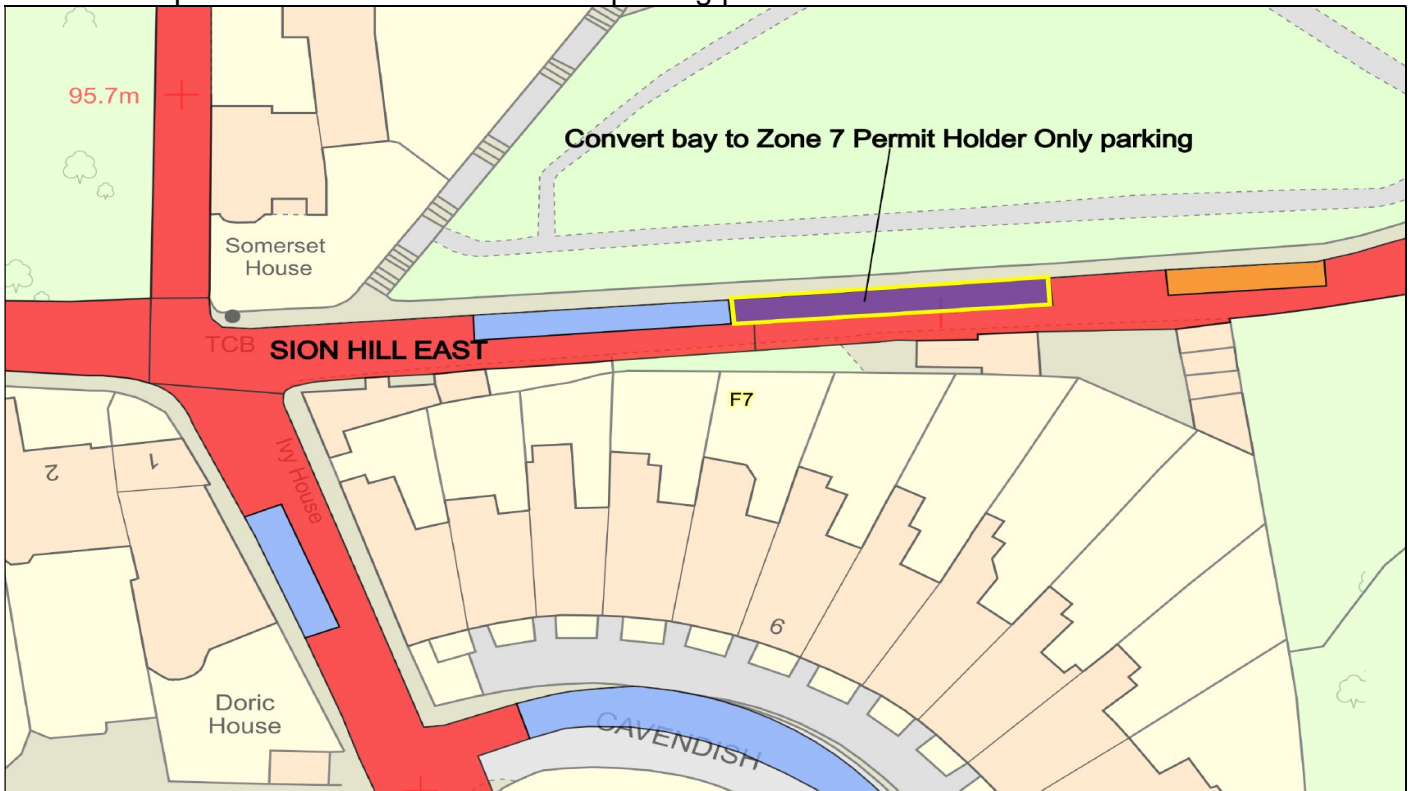 95.7m
Convert bay to Zone 7 Permit Holder Only parking
Somerset
House
TCB
SION HILL EAST
F7
Ivy House
2
1
6
Doric
House
CAVENDISH